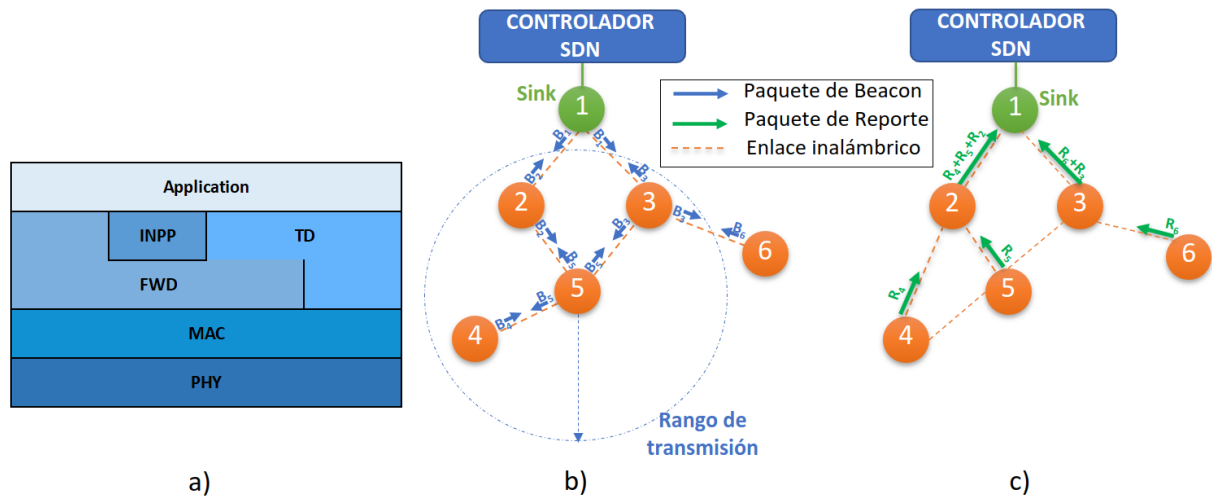 Application
INPP
TD
FWD
MAC
PHY
a)
CONTROLADOR
SDN
Sink
1
B1
B1
B2
B3
2
3
B2
B3
B3
B6
B5
B5
6
5
B5
B4
4
Rango de
transmisión
b)
Paquete de Beacon
Paquete de Reporte
Enlace inalámbrico
CONTROLADOR
SDN
1
Sink
R4+R5+R2
R6+R3
2
3
R6
6
R5
5
R4
4
c)